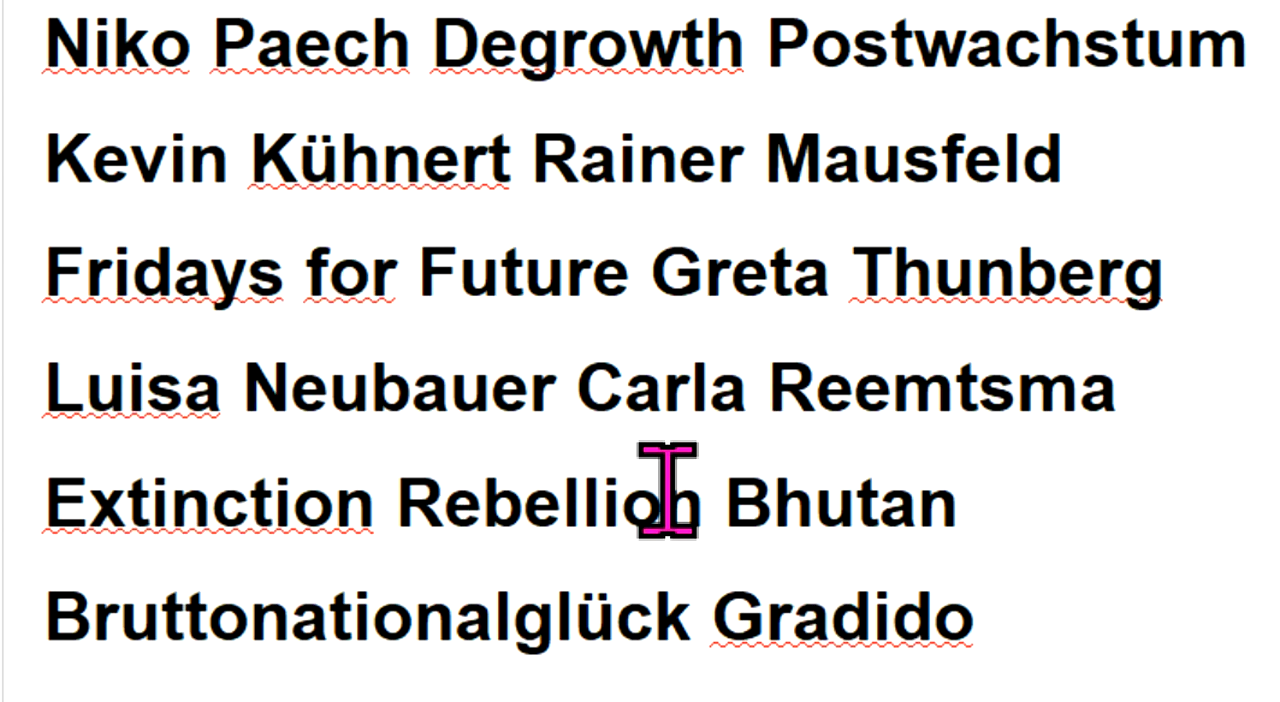 Niko Paech Degrowth Postwachstum
Kevin Kühnert Rainer Mausfeld
Fridays for Future Greta Thunberg
Luisa Neubauer Carla Reemtsma
Extinction Rebellion Bhutan
Bruttonationalglück Gradido